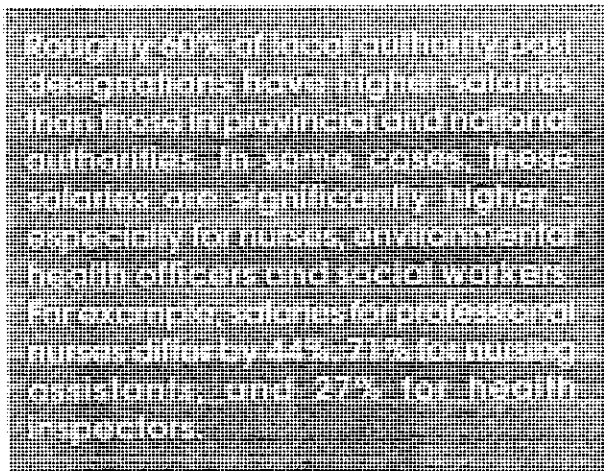 Roughly 60% of local authority post
designations have higher salaries
than those in provincial and national
authorities. In some cases, these
salaries are significantly higher -
especially for nurses, environmental
health officers and social workers.
For example, salaries for professional
nurses differ by 44%, 71% for nursing
assistants, and 27% for health
inspectors.